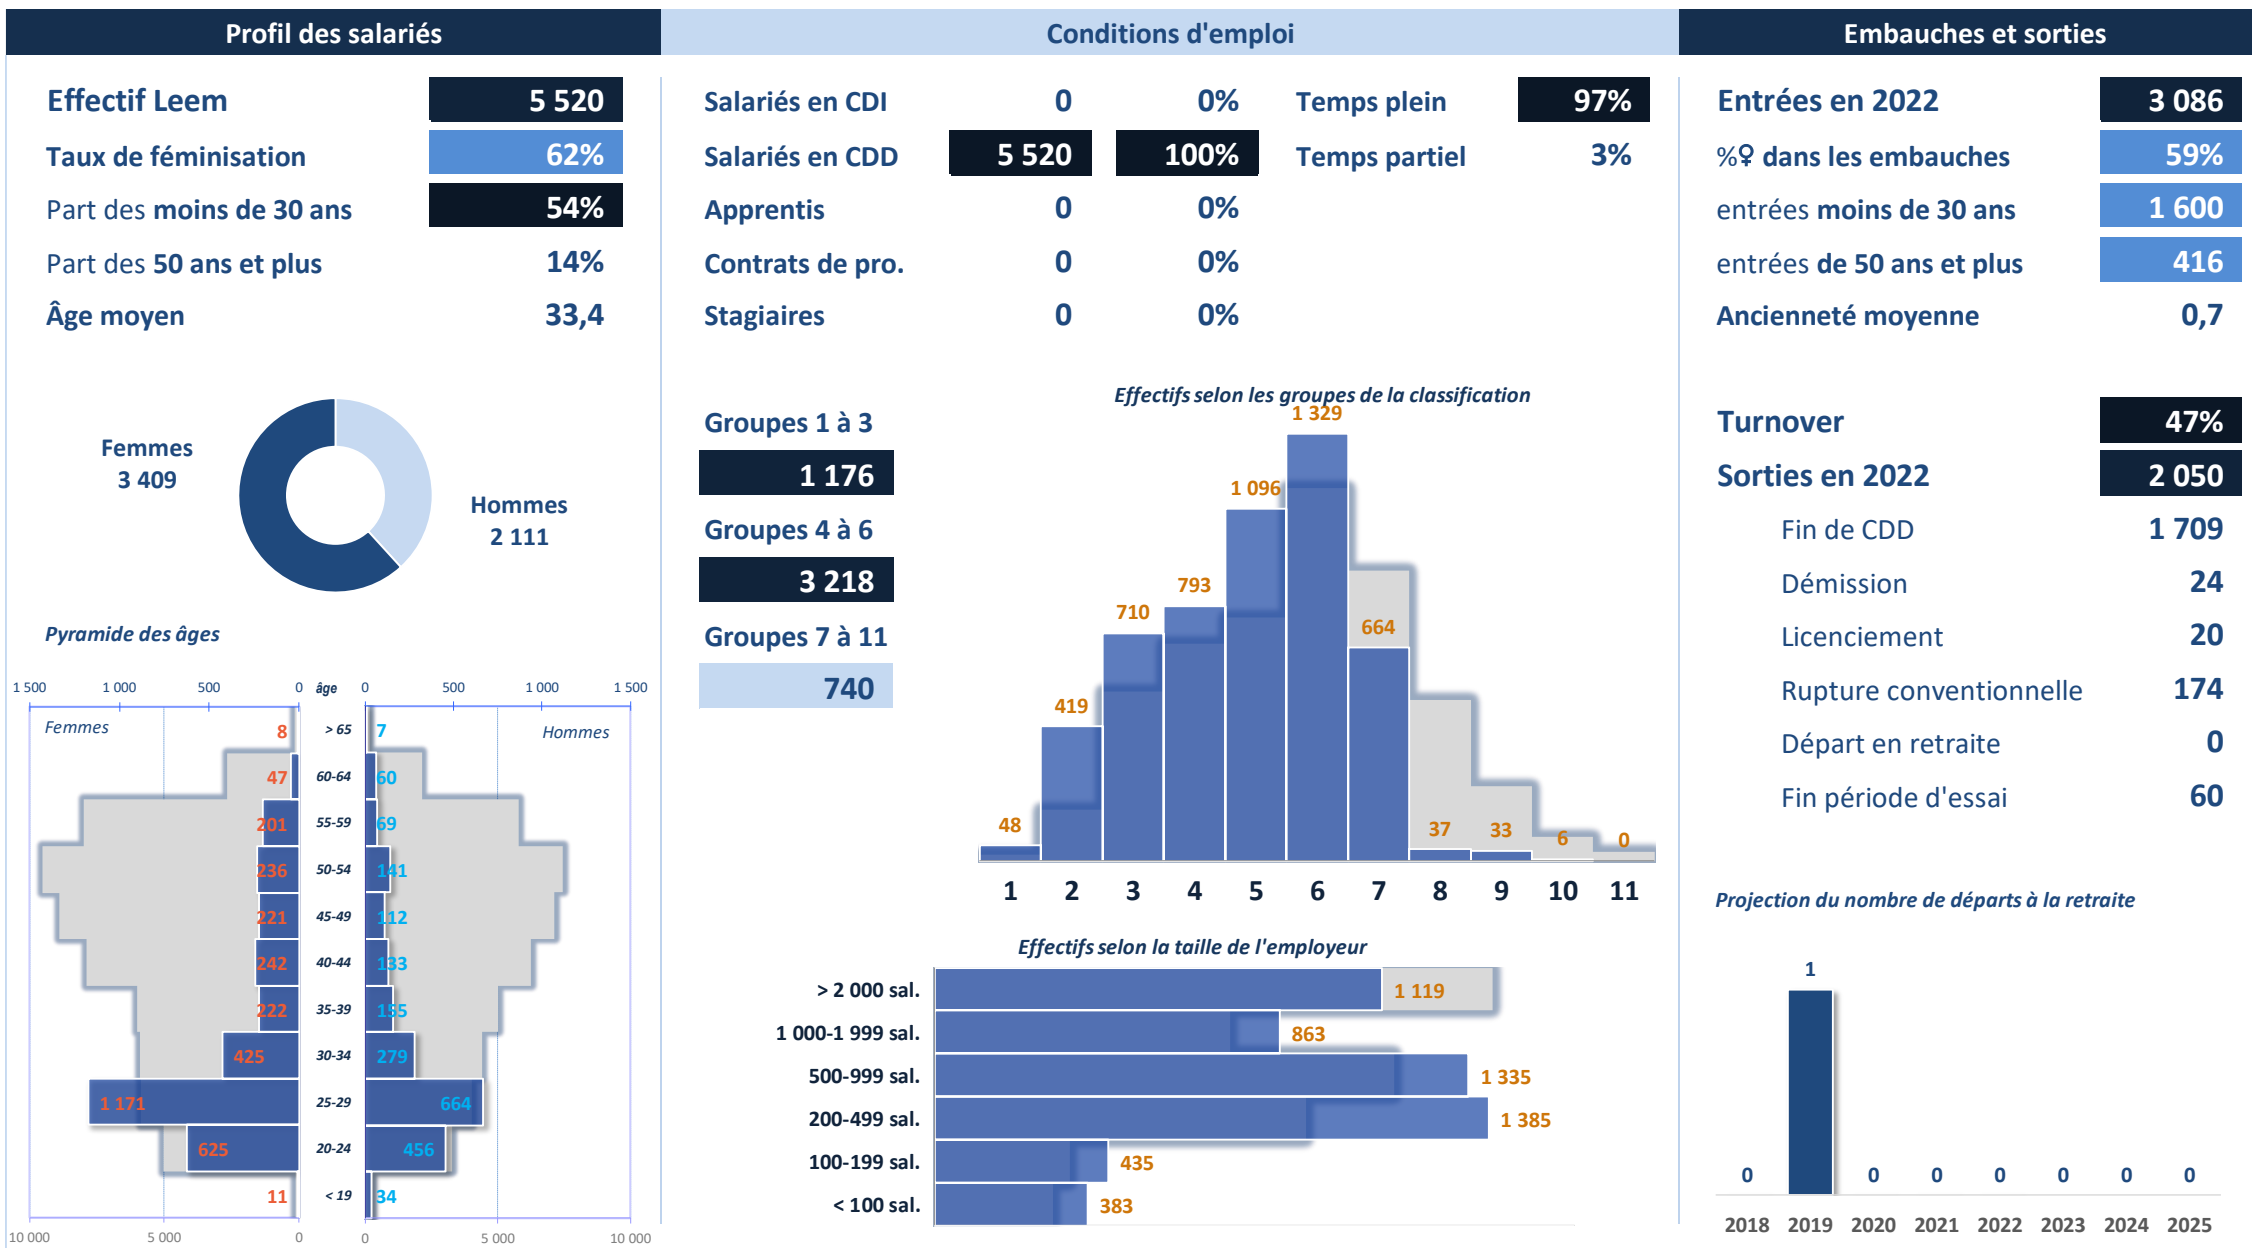 Profil des salariés
Effectif Leem 5 520
Taux de féminisation 62%
Part des moins de 30 ans 54%
Part des 50 ans et plus 14%
Âge moyen 33,4
Femmes
3 409
Hommes
2 111
Pyramide des âges
1 500 1 000 500 0 âge 0 500 1 000 1 500
Femmes Hommes
8 > 65 7
47 60-64 60
201 55-59 69
236 50-54 141
221 45-49 112
242 40-44 133
222 35-39 155
425 30-34 279
1 171 25-29 664
625 20-24 456
11 < 19 34
10 000 5 000 0 0 5 000 10 000
Conditions d'emploi
Salariés en CDI 0 0% Temps plein 97%
Salariés en CDD 5 520 100% Temps partiel 3%
Apprentis 0 0%
Contrats de pro. 0 0%
Stagiaires 0 0%
Groupes 1 à 3
1 176
Groupes 4 à 6
3 218
Groupes 7 à 11
740
Effectifs selon les groupes de la classification
48 419 710 793 1 096 1 329 664 37 33 6 0
1 2 3 4 5 6 7 8 9 10 11
Effectifs selon la taille de l'employeur
> 2 000 sal. 1 119
1 000-1 999 sal. 863
500-999 sal. 1 335
200-499 sal. 1 385
100-199 sal. 435
< 100 sal. 383
Embauches et sorties
Entrées en 2022 3 086
%♀ dans les embauches 59%
entrées moins de 30 ans 1 600
entrées de 50 ans et plus 416
Ancienneté moyenne 0,7
Turnover 47%
Sorties en 2022 2 050
Fin de CDD 1 709
Démission 24
Licenciement 20
Rupture conventionnelle 174
Départ en retraite 0
Fin période d'essai 60
Projection du nombre de départs à la retraite
0 1 0 0 0 0 0 0
2018 2019 2020 2021 2022 2023 2024 2025